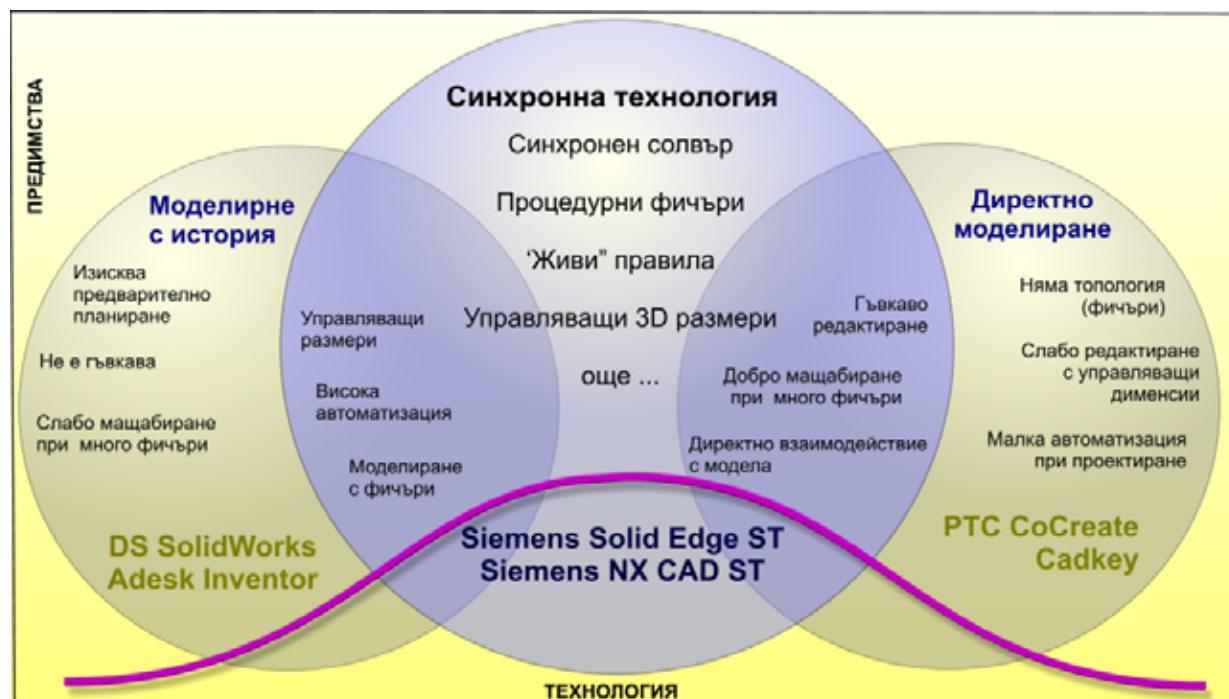 ПРЕДИМСТВА
Синхронна технология
Синхронен солвър
Процедурни фичъри
‘Живи” правила
Управляващи 3D размери
още ...
Моделирне
с история
Изисква
предварително
планиране
Не е гъвкава
Слабо мащабиране
при много фичъри
DS SolidWorks
Adesk Inventor
Управляващи
размери
Висока
автоматизация
Моделиране
с фичъри
Siemens Solid Edge ST
Siemens NX CAD ST
Гъвкаво
редактиране
Добро мащабиране
при много фичъри
Директно взаимодействие
с модела
Директно
моделиране
Няма топология
(фичъри)
Слабо редактиране
с управляващи
дименсии
Малка автоматизация
при проектиране
PTC CoCreate
Cadkey
ТЕХНОЛОГИЯ